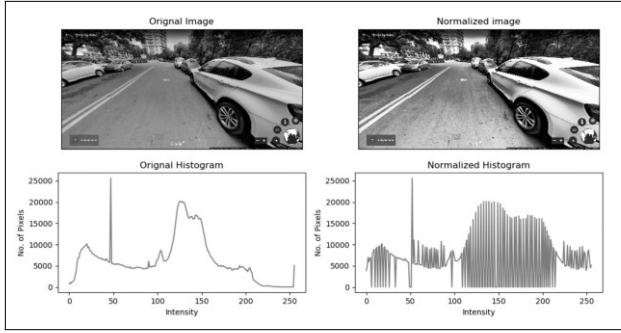 Orignal Image
Normalized image
Orignal Histogram
Normalized Histogram
No. of Pixels
25000
20000
15000
10000
5000
0
0 50 100 150 200 250
Intensity
No. of Pixels
25000
20000
15000
10000
5000
0
0 50 100 150 200 250
Intensity